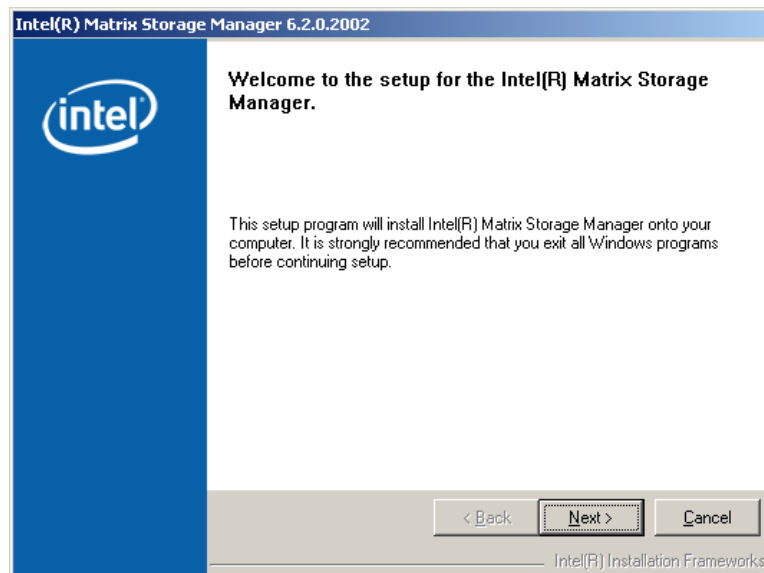 Intel(R) Matrix Storage Manager 6.2.0.2002
intel
Welcome to the setup for the Intel(R) Matrix Storage
Manager.
This setup program will install Intel(R) Matrix Storage Manager onto your
computer. It is strongly recommended that you exit all Windows programs
before continuing setup.
< Back
Next >
Cancel
Intel(R) Installation Frameworks